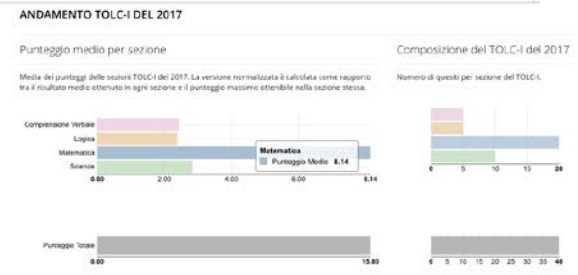 ANDAMENTO TOLC-I DEL 2017
Punteggio medio per sezione
Composizione del TOLC-I del 2017
Media dei punteggi delle sezioni TOLC-I del 2017. La versione normalizzata è calcolata come rapporto
tra il risultato medio ottenuto in ogni sezione e il punteggio massimo ottenibile nella sezione stessa.
Numero di quesiti per sezione del TOLC-I.
Comprensione Verbale
Logica
Matematica
Scienze
Matematica
Punteggio Medio 8.14
0.00 2.00 4.00 6.00 8.14
0 5 10 15 20
Punteggio Totale
0.00 15.80
0 5 10 15 20 25 30 35 40